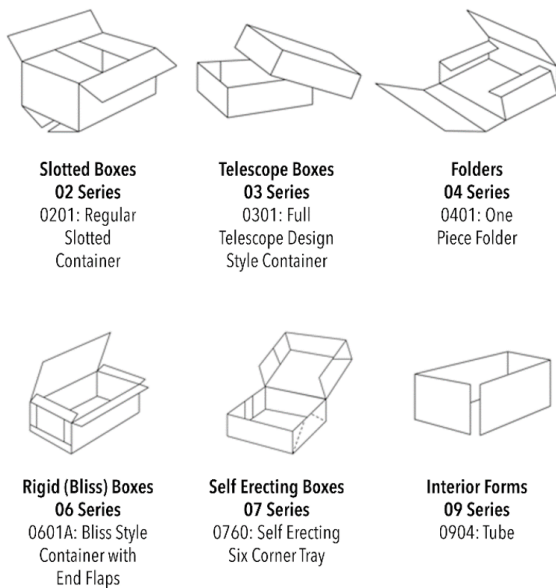 Slotted Boxes
02 Series
0201: Regular
Slotted
Container
Telescope Boxes
03 Series
0301: Full
Telescope Design
Style Container
Folders
04 Series
0401: One
Piece Folder
Rigid (Bliss) Boxes
06 Series
0601A: Bliss Style
Container with
End Flaps
Self Erecting Boxes
07 Series
0760: Self Erecting
Six Corner Tray
Interior Forms
09 Series
0904: Tube